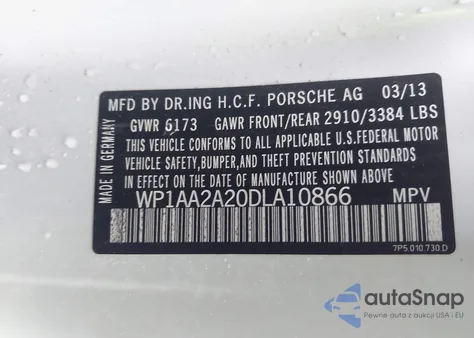 MFD BY DR.ING H.C.F. PORSCHE AG 03/13
GVWR 6173 GAWR FRONT/REAR 2910/3384 LBS
THIS VEHICLE CONFORMS TO ALL APPLICABLE
U.S.FEDERAL MOTOR
VEHICLE SAFETY,BUMPER,AND THEFT PREVENTION
STANDARDS IN EFFECT ON THE DATE OF
MANUFACTURE SHOWN ABOVE
MADE IN GERMANY
WP1AA2A20DLA10866 MPV
7P5.010.730.D
autoSnap
Pewne auta z aukcji USA i EU